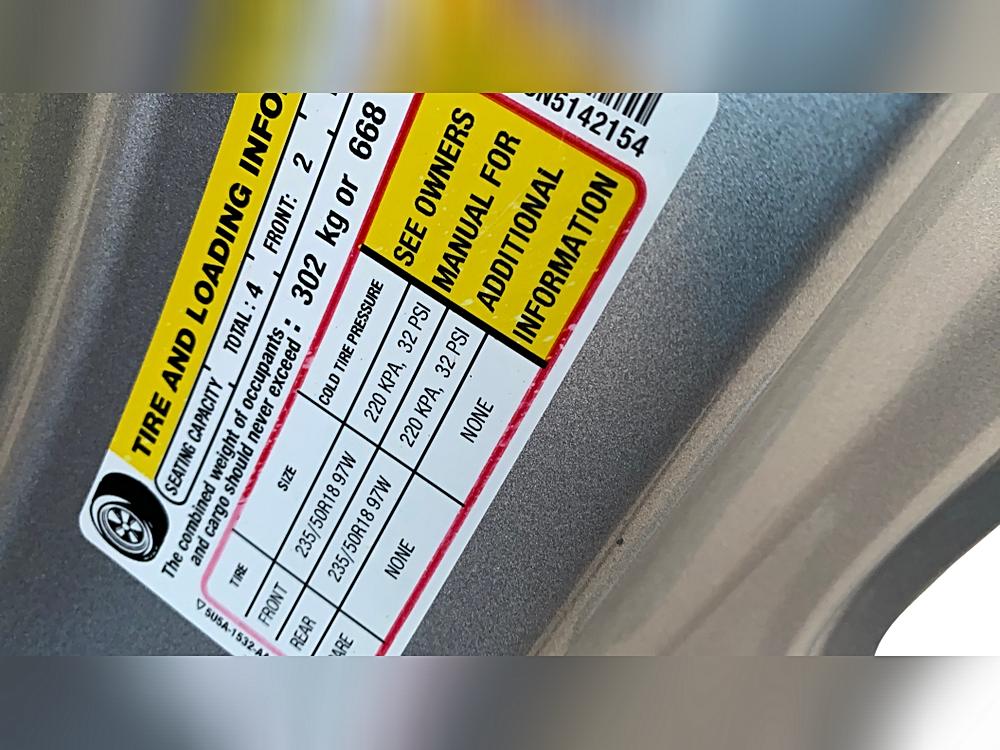 TIRE AND LOADING INFO
SEATING CAPACITY TOTAL: 4 FRONT: 2
The combined weight of occupants
and cargo should never exceed: 302 kg or 668
TIRE SIZE COLD TIRE PRESSURE
FRONT 235/50R18 97W 220 KPA, 32 PSI
REAR 235/50R18 97W 220 KPA, 32 PSI
ARE NONE NONE
SEE OWNERS
MANUAL FOR
ADDITIONAL
INFORMATION
5U5A-1532-A
N5142154